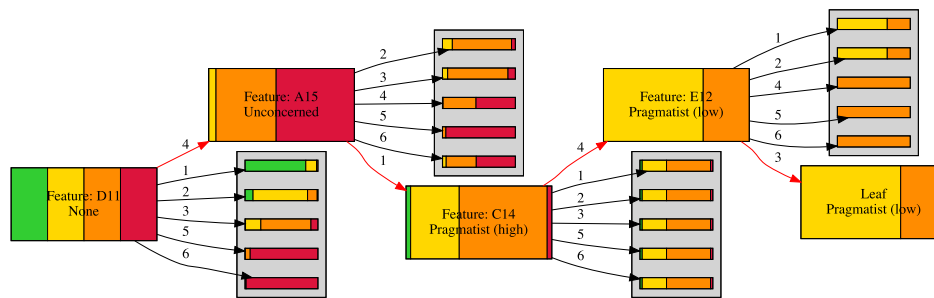 Feature: D11
None
4
1
2
3
5
6
Feature: A15
Unconcerned
2
3
4
5
6
1
Feature: C14
Pragmatist (high)
4
1
2
3
5
6
Feature: E12
Pragmatist (low)
1
2
4
5
6
3
Leaf
Pragmatist (low)